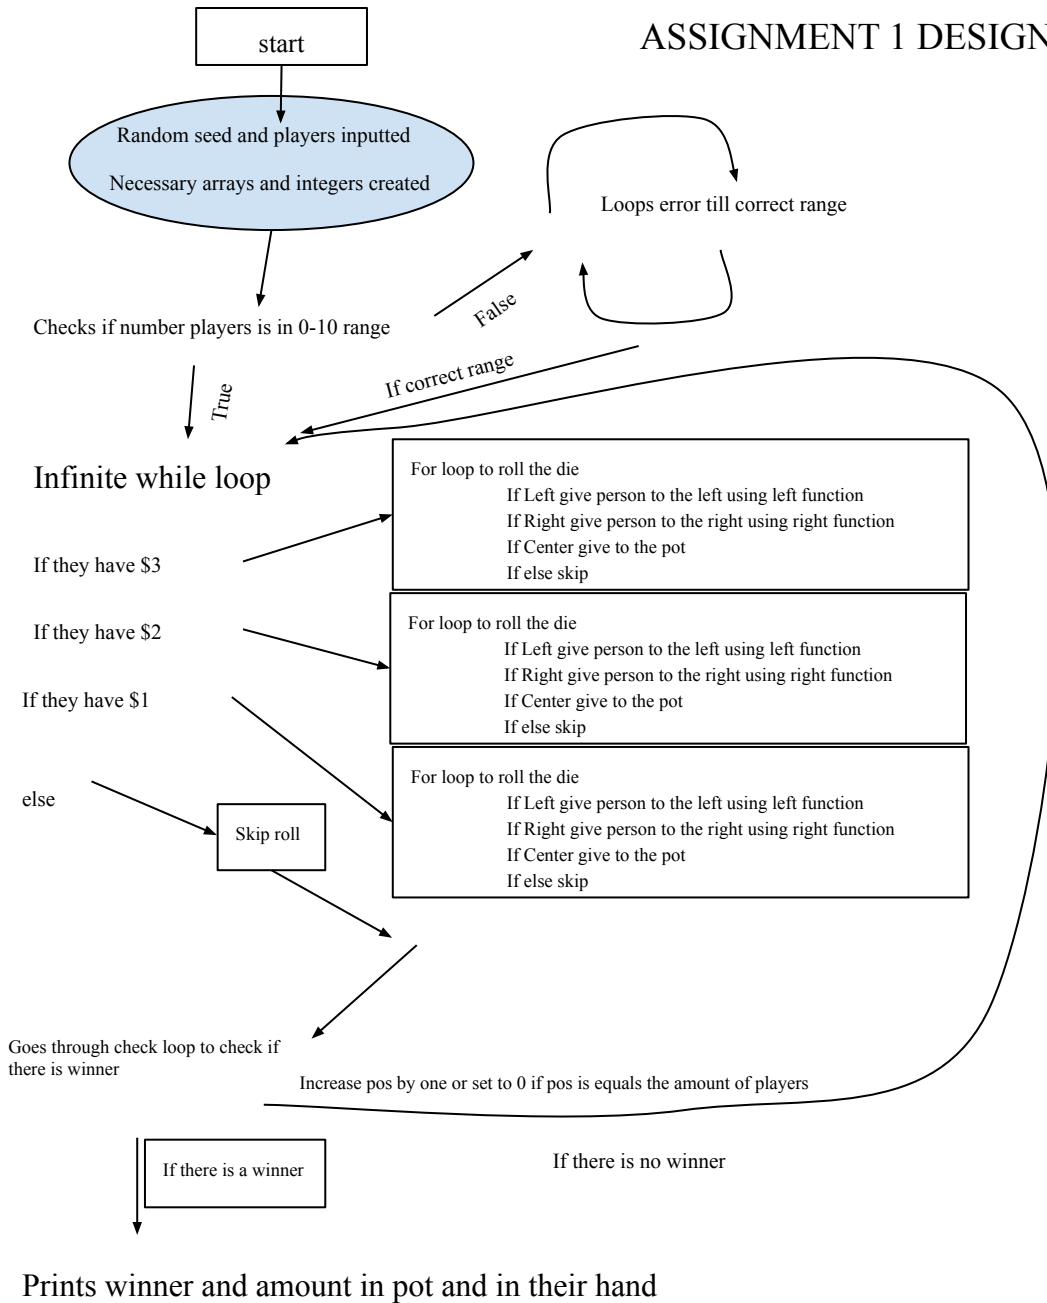 start
ASSIGNMENT 1 DESIGN
Random seed and players inputted
Necessary arrays and integers created
Loops error till correct range
False
Checks if number players is in 0-10 range
If correct range
True
Infinite while loop
If they have $3
For loop to roll the die
If Left give person to the left using left function
If Right give person to the right using right function
If Center give to the pot
If else skip
If they have $2
For loop to roll the die
If Left give person to the left using left function
If Right give person to the right using right function
If Center give to the pot
If else skip
If they have $1
For loop to roll the die
If Left give person to the left using left function
If Right give person to the right using right function
If Center give to the pot
If else skip
else
Skip roll
Goes through check loop to check if
there is winner
Increase pos by one or set to 0 if pos is equals the amount of players
If there is a winner
If there is no winner
Prints winner and amount in pot and in their hand